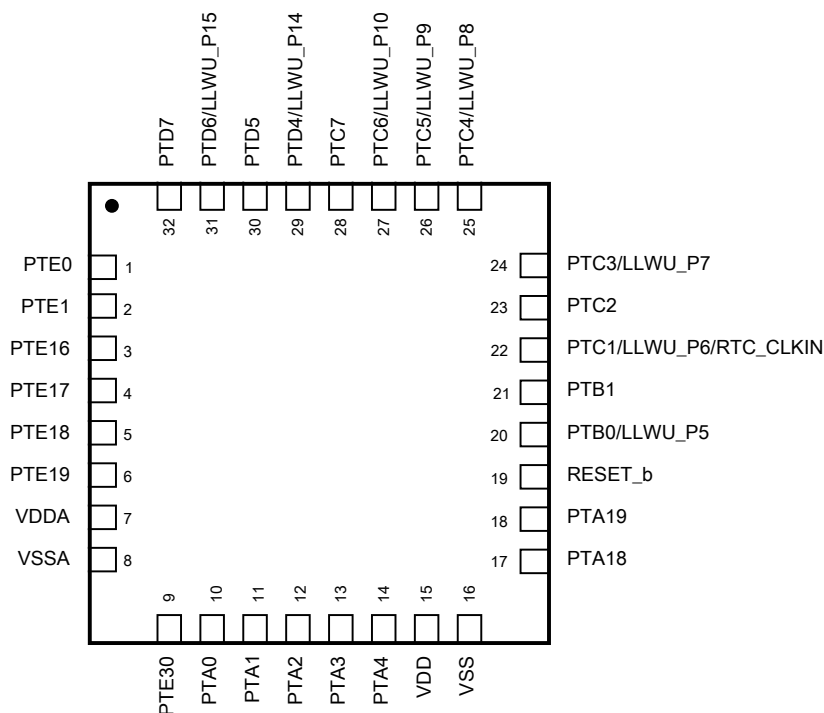 PTD7
PTD6/LLWU_P15
PTD5
PTD4/LLWU_P14
PTC7
PTC6/LLWU_P10
PTC5/LLWU_P9
PTC4/LLWU_P8
32
31
30
29
28
27
26
25
PTE0 1
PTE1 2
PTE16 3
PTE17 4
PTE18 5
PTE19 6
VDDA 7
VSSA 8
24 PTC3/LLWU_P7
23 PTC2
22 PTC1/LLWU_P6/RTC_CLKIN
21 PTB1
20 PTB0/LLWU_P5
19 RESET_b
18 PTA19
17 PTA18
9
10
11
12
13
14
15
16
PTE30
PTA0
PTA1
PTA2
PTA3
PTA4
VDD
VSS